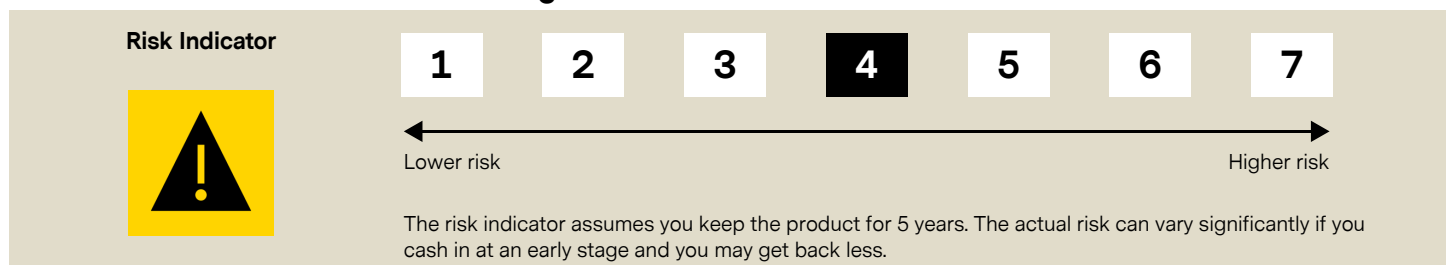 Risk Indicator
1 2 3 4 5 6 7
Lower risk Higher risk
The risk indicator assumes you keep the product for 5 years. The actual risk can vary significantly if you
cash in at an early stage and you may get back less.